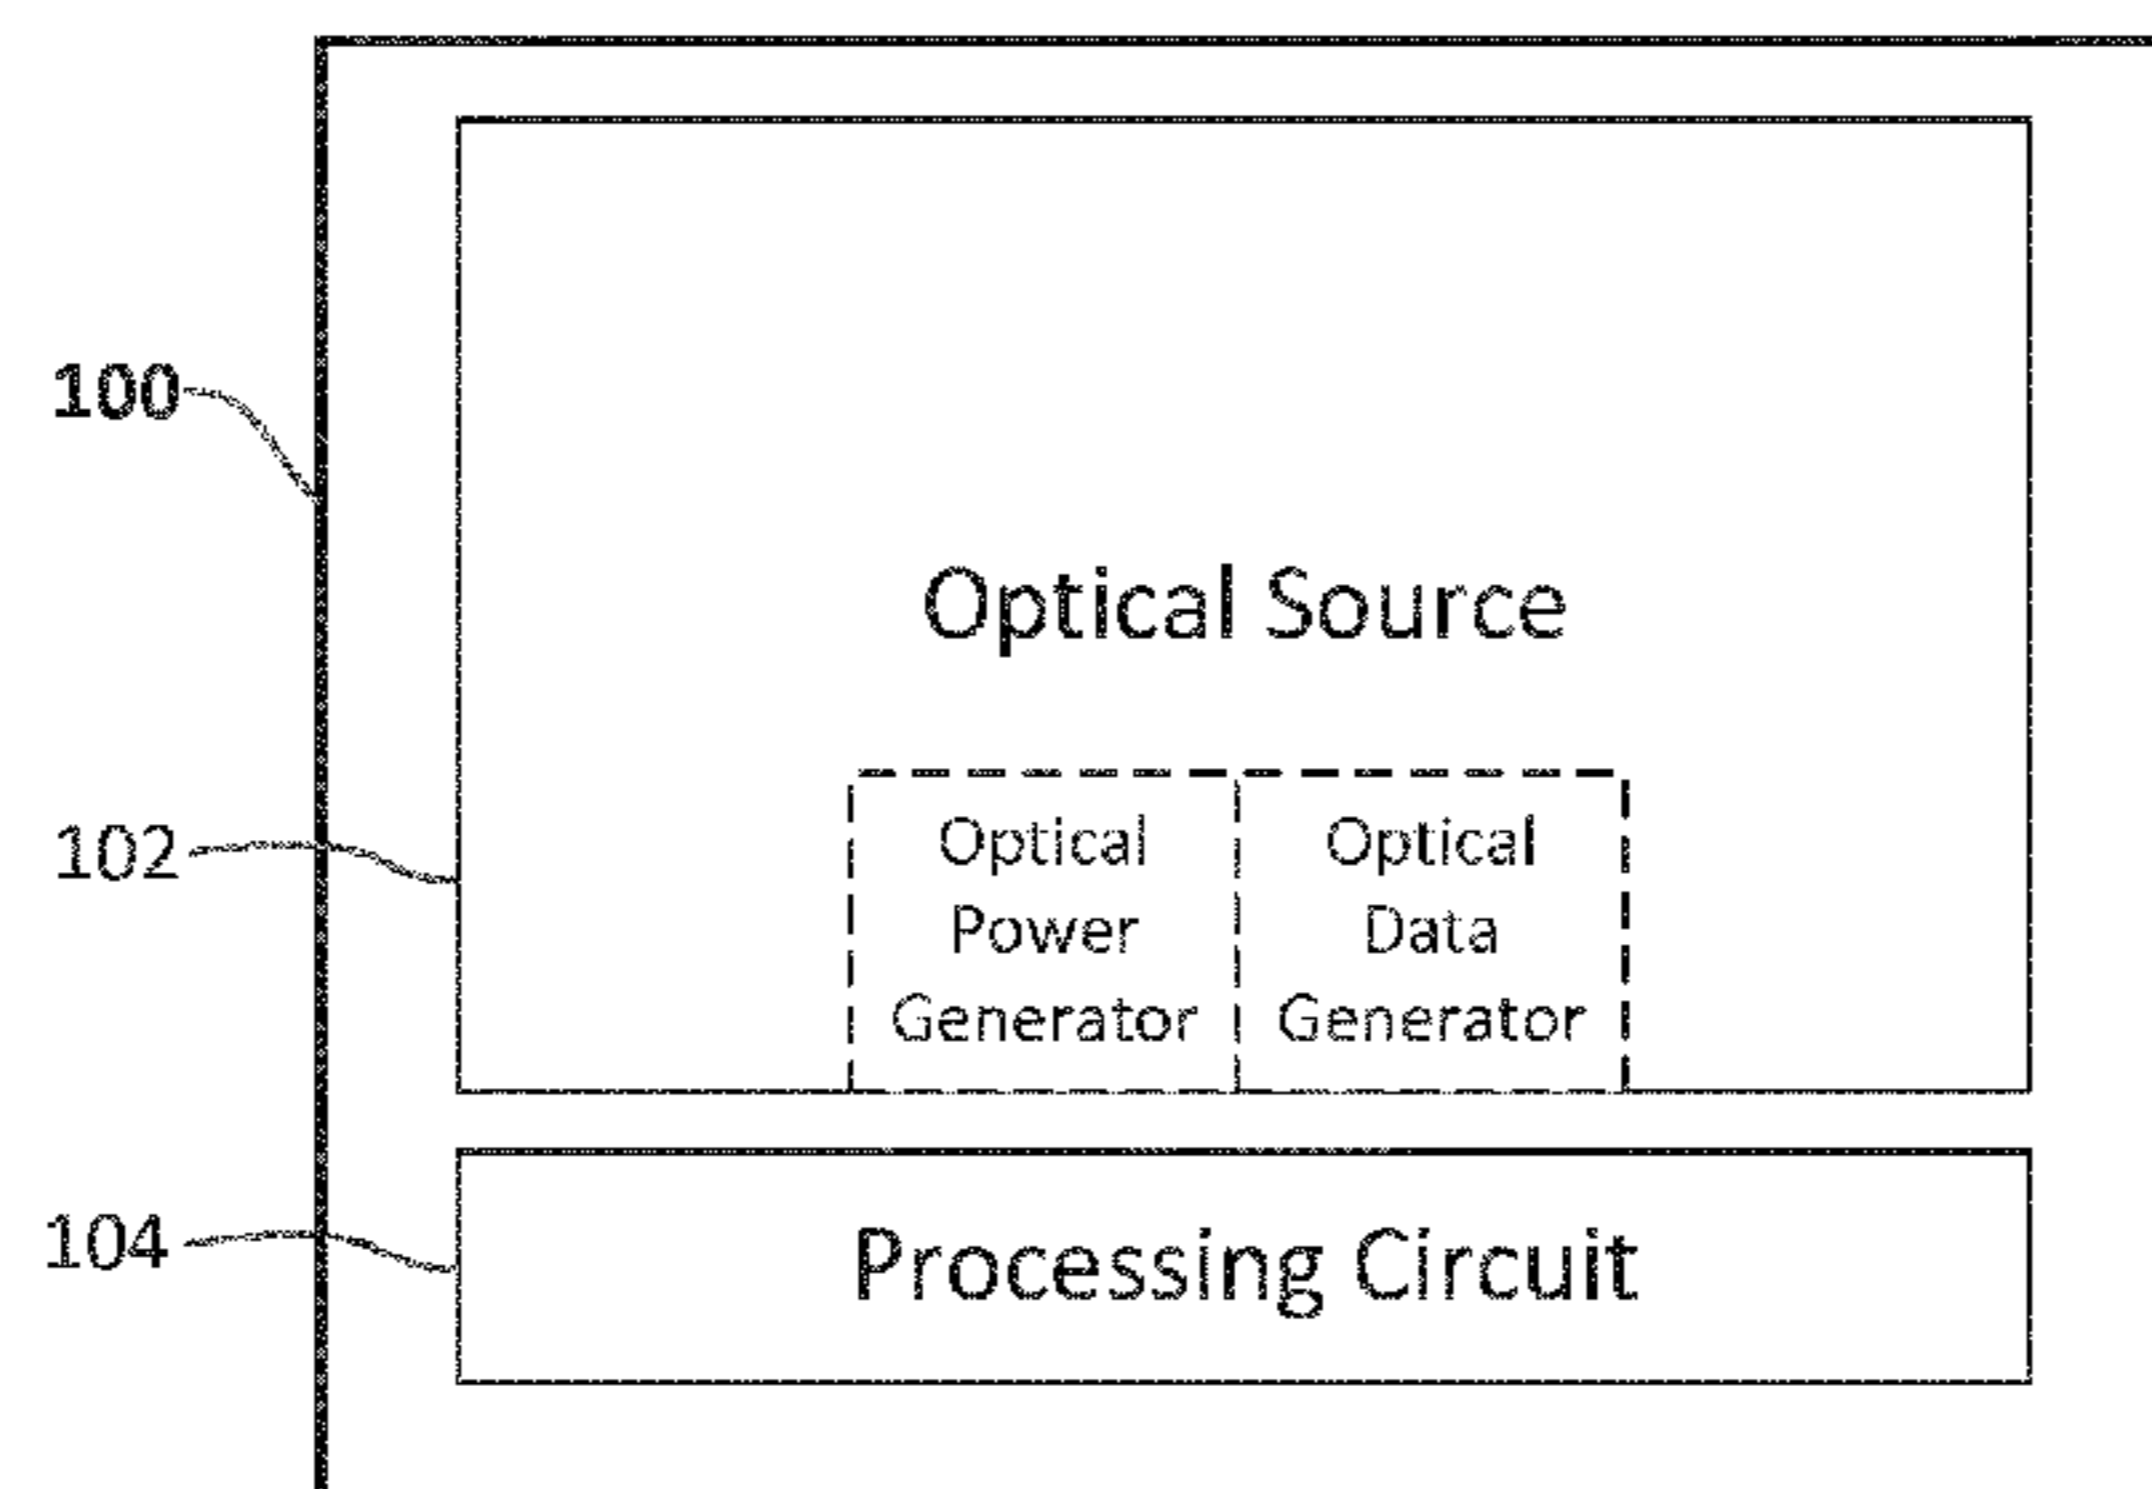 100
Optical Source
102
Optical
Power
Generator
Optical
Data
Generator
104
Processing Circuit